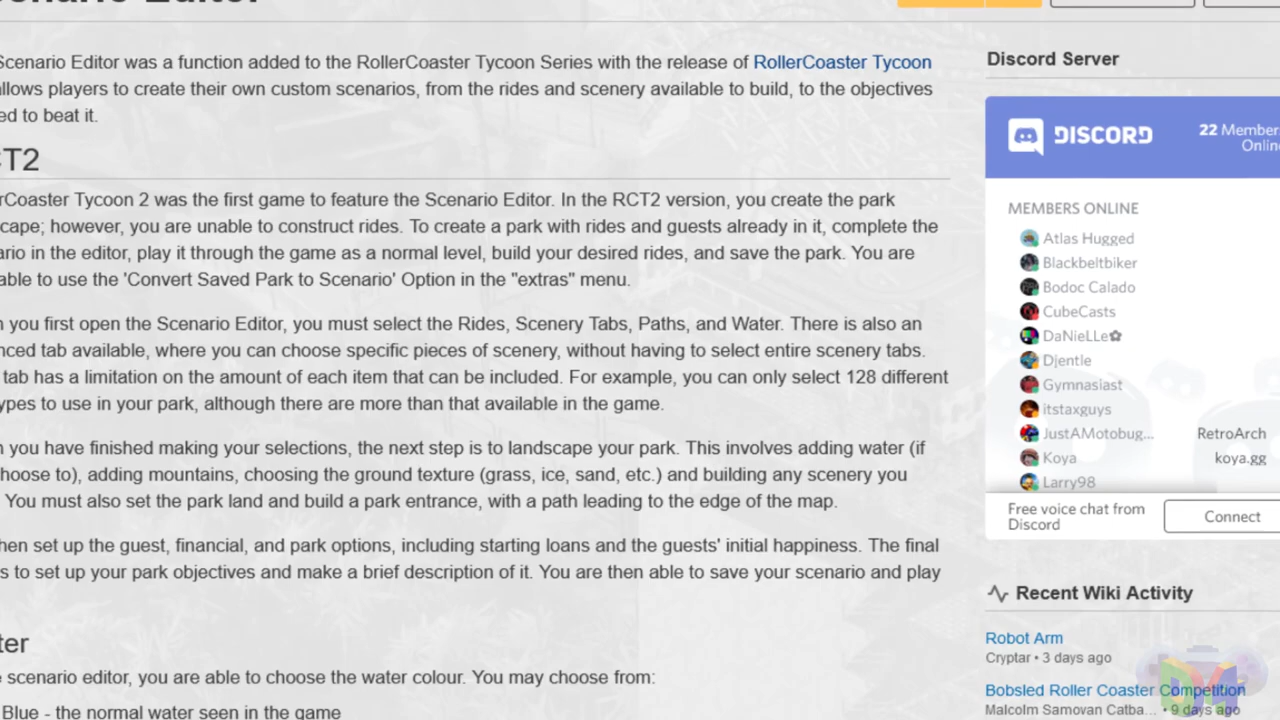 Scenario Editor was a function added to the RollerCoaster Tycoon Series with the release of RollerCoaster Tycoon
allows players to create their own custom scenarios, from the rides and scenery available to build, to the objectives
ed to beat it.
CT2
rCoaster Tycoon 2 was the first game to feature the Scenario Editor. In the RCT2 version, you create the park
cape; however, you are unable to construct rides. To create a park with rides and guests already in it, complete the
ario in the editor, play it through the game as a normal level, build your desired rides, and save the park. You are
able to use the 'Convert Saved Park to Scenario' Option in the "extras" menu.
n you first open the Scenario Editor, you must select the Rides, Scenery Tabs, Paths, and Water. There is also an
nced tab available, where you can choose specific pieces of scenery, without having to select entire scenery tabs.
tab has a limitation on the amount of each item that can be included. For example, you can only select 128 different
ypes to use in your park, although there are more than that available in the game.
n you have finished making your selections, the next step is to landscape your park. This involves adding water (if
hoose to), adding mountains, choosing the ground texture (grass, ice, sand, etc.) and building any scenery you
You must also set the park land and build a park entrance, with a path leading to the edge of the map.
hen set up the guest, financial, and park options, including starting loans and the guests' initial happiness. The final
s to set up your park objectives and make a brief description of it. You are then able to save your scenario and play
ter
e scenario editor, you are able to choose the water colour. You may choose from:
Blue - the normal water seen in the game
Discord Server
DISCORD
22 Member
Onlin
MEMBERS ONLINE
Atlas Hugged
Blackbeltbiker
Bodoc Calado
CubeCasts
DaNieLLe✿
Djentle
Gymnasiast
itstaxguys
JustAMotobug... RetroArch
Koya koya.gg
Larry98
Free voice chat from
Discord
Connect
Recent Wiki Activity
Robot Arm
Cryptar • 3 days ago
Bobsled Roller Coaster Competition
Malcolm Samovan Catba... • 9 days ago